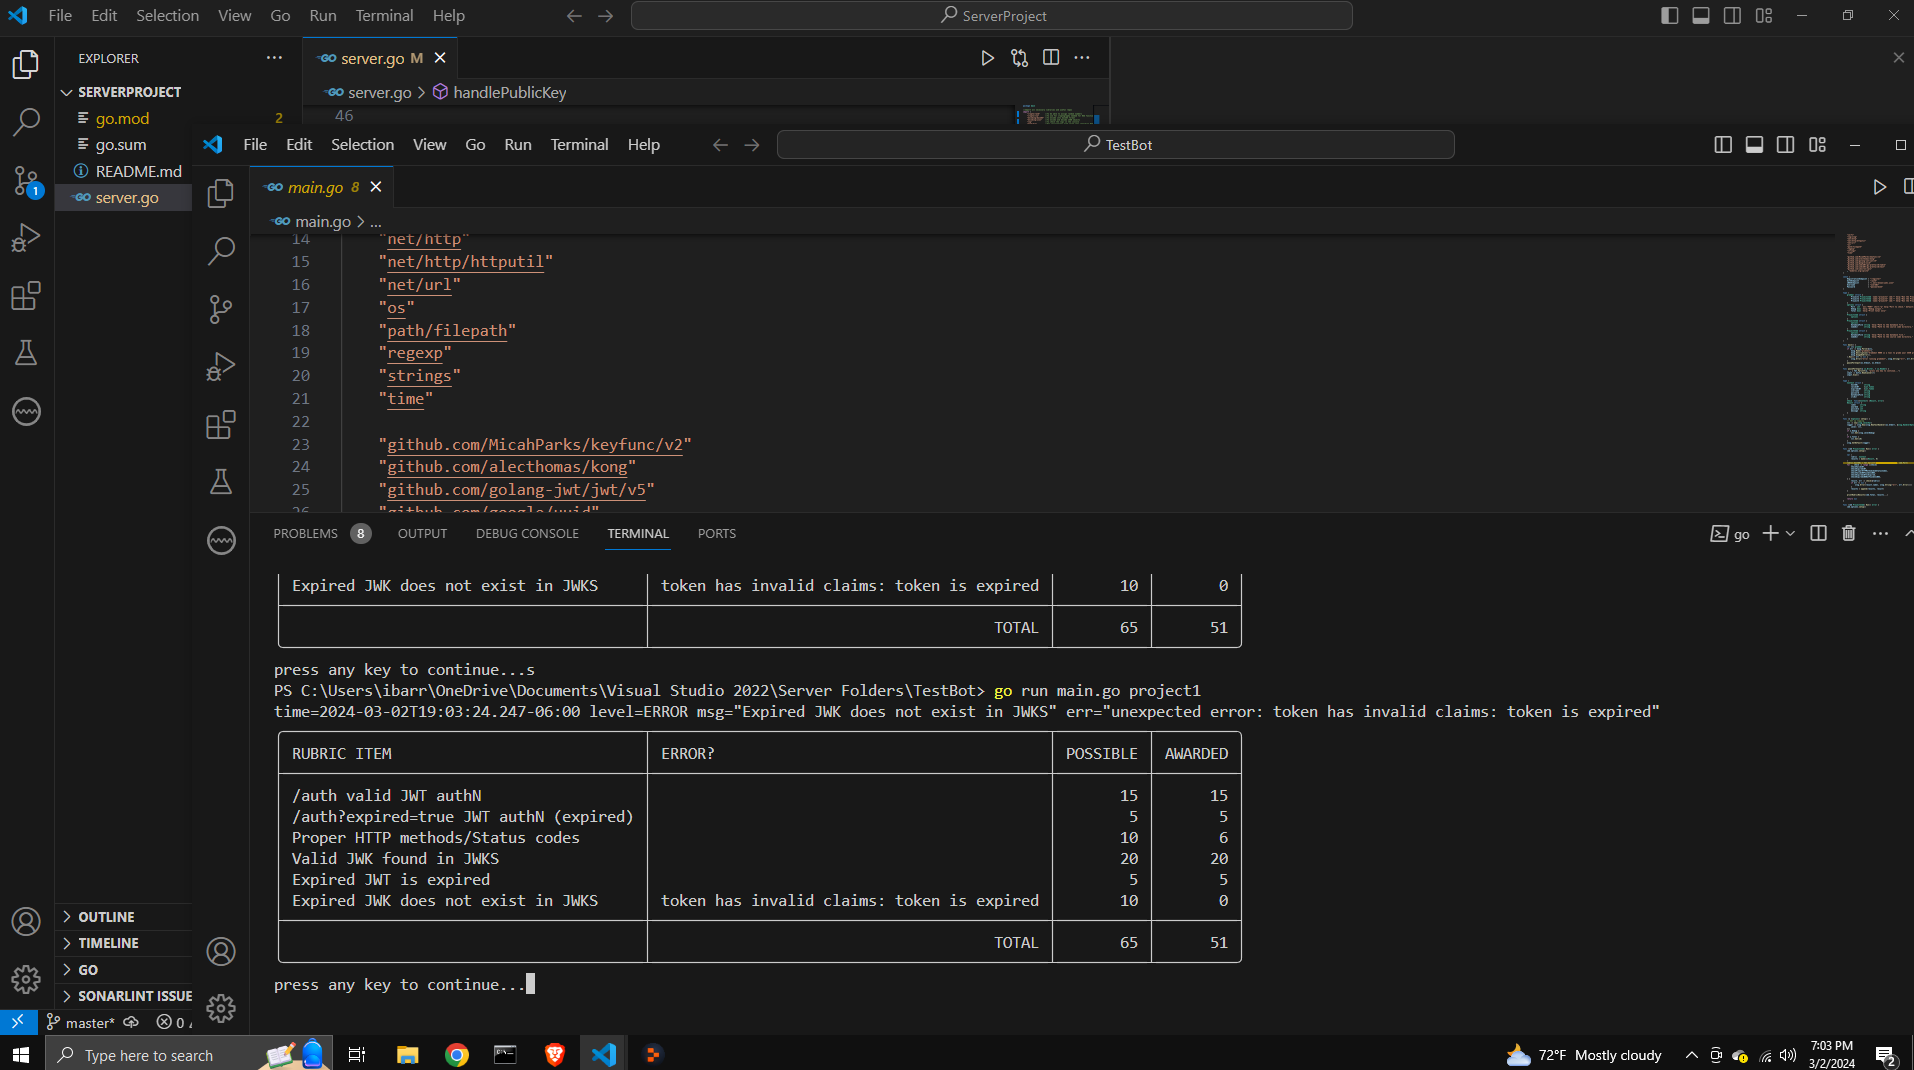 File Edit Selection View Go Run Terminal Help
ServerProject
EXPLORER
SERVERPROJECT
go.mod 2
go.sum
README.md
server.go
server.go M
server.go > handlePublicKey
46
File Edit Selection View Go Run Terminal Help
TestBot
main.go 8
main.go > ...
14 "net/http"
15 "net/http/httputil"
16 "net/url"
17 "os"
18 "path/filepath"
19 "regexp"
20 "strings"
21 "time"
22
23 "github.com/MicahParks/keyfunc/v2"
24 "github.com/alecthomas/kong"
25 "github.com/golang-jwt/jwt/v5"
26 "github.com/google/uuid"
PROBLEMS 8 OUTPUT DEBUG CONSOLE TERMINAL PORTS
go
Expired JWK does not exist in JWKS token has invalid claims: token is expired 10 0
TOTAL 65 51
press any key to continue...s
PS C:\Users\ibarr\OneDrive\Documents\Visual Studio 2022\Server Folders\TestBot> go run main.go project1
time=2024-03-02T19:03:24.247-06:00 level=ERROR msg="Expired JWK does not exist in JWKS" err="unexpected error: token has invalid claims: token is expired"
RUBRIC ITEM ERROR? POSSIBLE AWARDED
/auth valid JWT authN 15 15
/auth?expired=true JWT authN (expired) 5 5
Proper HTTP methods/Status codes 10 6
Valid JWK found in JWKS 20 20
Expired JWT is expired 5 5
Expired JWK does not exist in JWKS token has invalid claims: token is expired 10 0
TOTAL 65 51
press any key to continue...
1
OUTLINE
TIMELINE
GO
SONARLINT ISSUE
master* 0
Type here to search
72°F Mostly cloudy
7:03 PM
3/2/2024
2